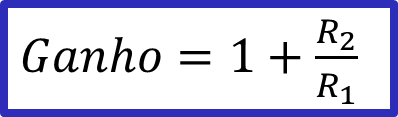 Ganho = 1 + R₂/R₁